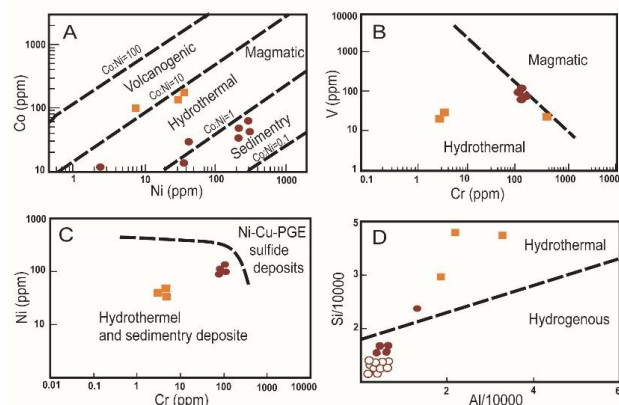 A
1000
100
10
Co (ppm)
Co:Ni=100
Volcanogenic
Co:Ni=10
Magmatic
Hydrothermal
Co:Ni=1
Sedimentry
Co:Ni=0.1
1
10
100
1000
Ni (ppm)
B
10000
1000
100
10
1
V (ppm)
Magmatic
Hydrothermal
0.1
1
10
100
1000
10000
Cr (ppm)
C
1000
100
10
Ni (ppm)
Ni-Cu-PGE
sulfide
deposits
Hydrothermel
and sedimentry deposite
0.01
0.1
1
10
100
1000
10000
Cr (ppm)
D
5
3
2
Si/10000
Hydrothermal
Hydrogenous
2
4
6
Al/10000